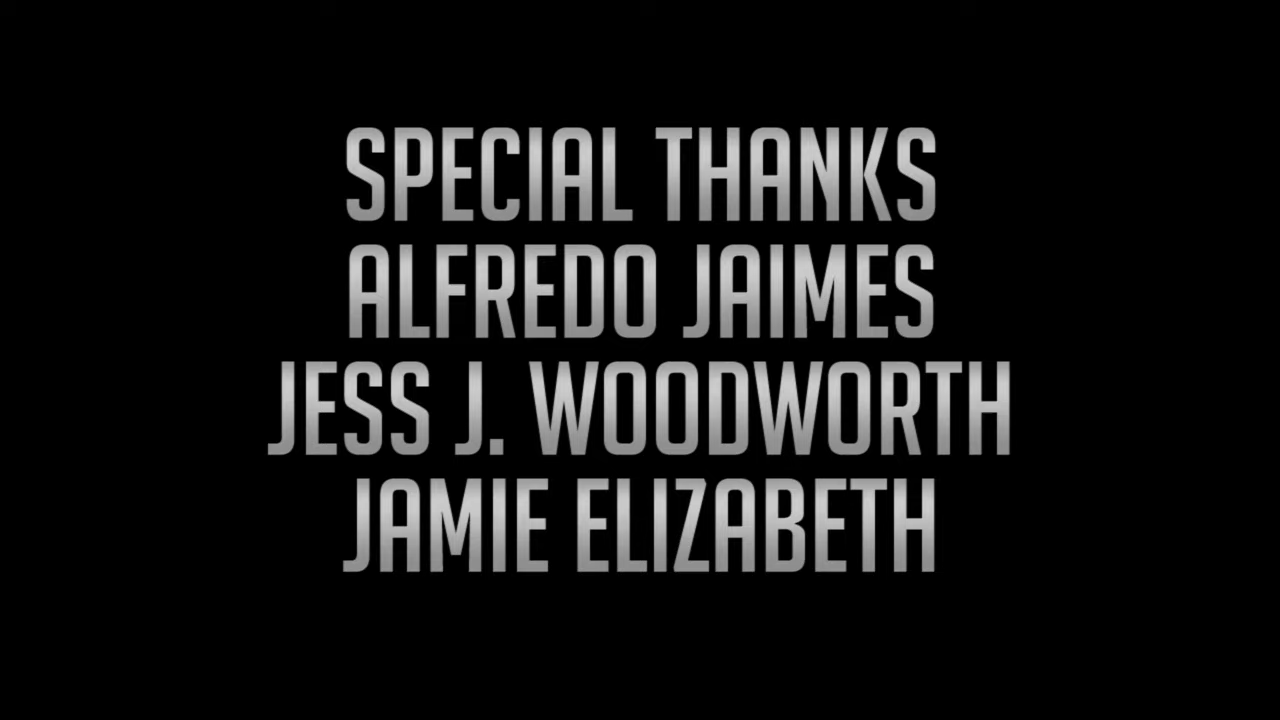 SPECIAL THANKS
ALFREDO JAIMES
JESS J. WOODWORTH
JAMIE ELIZABETH